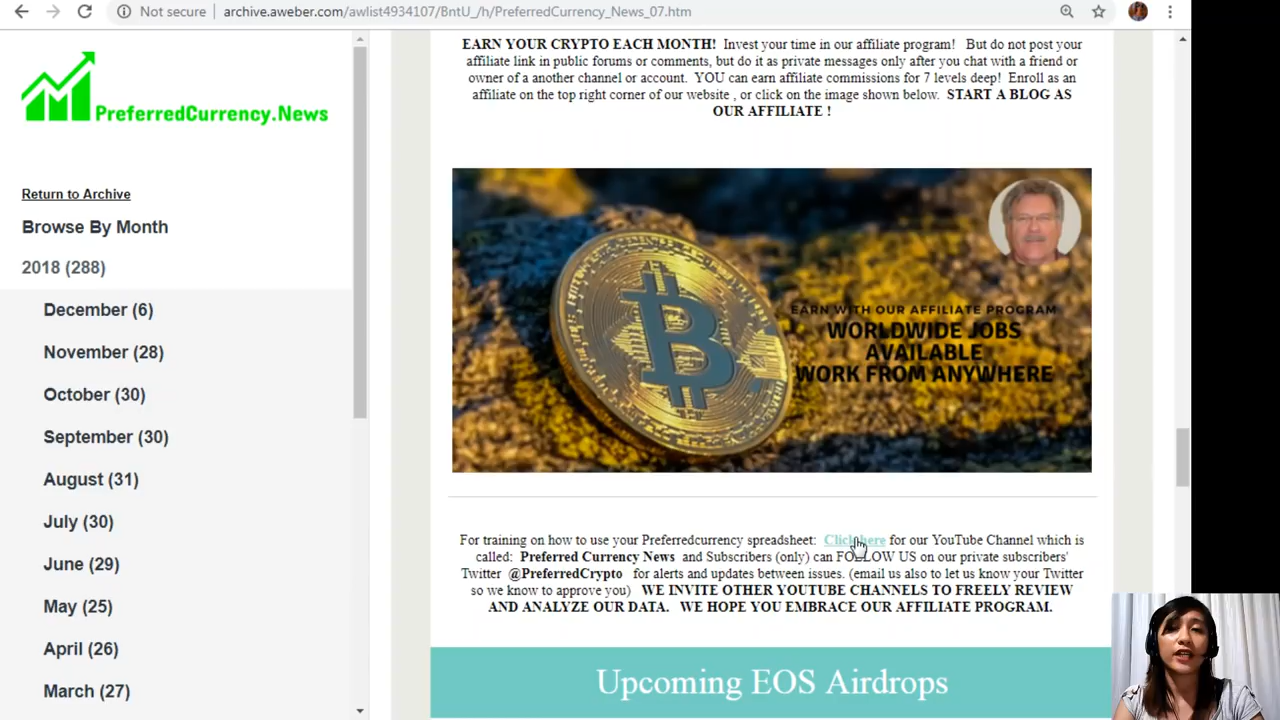 Not secure | archive.aweber.com/awlist4934107/BntU_/h/PreferredCurrency_News_07.htm
PreferredCurrency.News
Return to Archive
Browse By Month
2018 (288)
December (6)
November (28)
October (30)
September (30)
August (31)
July (30)
June (29)
May (25)
April (26)
March (27)
EARN YOUR CRYPTO EACH MONTH! Invest your time in our affiliate program! But do not post your
affiliate link in public forums or comments, but do it as private messages only after you chat with a friend or
owner of a another channel or account. YOU can earn affiliate commissions for 7 levels deep! Enroll as an
affiliate on the top right corner of our website , or click on the image shown below. START A BLOG AS
OUR AFFILIATE !
EARN WITH OUR AFFILIATE PROGRAM
WORLDWIDE JOBS
AVAILABLE
WORK FROM ANYWHERE
For training on how to use your Preferredcurrency spreadsheet: Click here for our YouTube Channel which is
called: Preferred Currency News and Subscribers (only) can FOLLOW US on our private subscribers'
Twitter @PreferredCrypto for alerts and updates between issues. (email us also to let us know your Twitter
so we know to approve you) WE INVITE OTHER YOUTUBE CHANNELS TO FREELY REVIEW
AND ANALYZE OUR DATA. WE HOPE YOU EMBRACE OUR AFFILIATE PROGRAM.
Upcoming EOS Airdrops